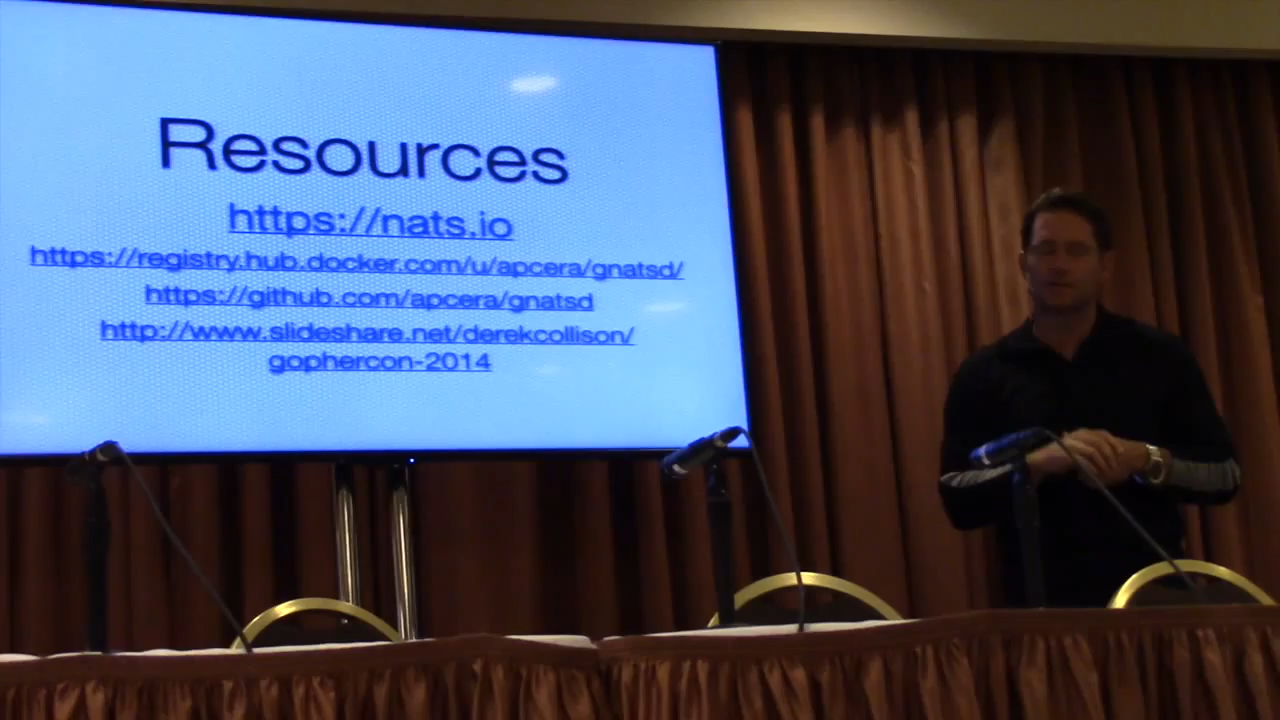 Resources
https://nats.io
https://registry.hub.docker.com/u/apcera/gnatsd/
https://github.com/apcera/gnatsd
http://www.slideshare.net/derekcollison/
gophercon-2014